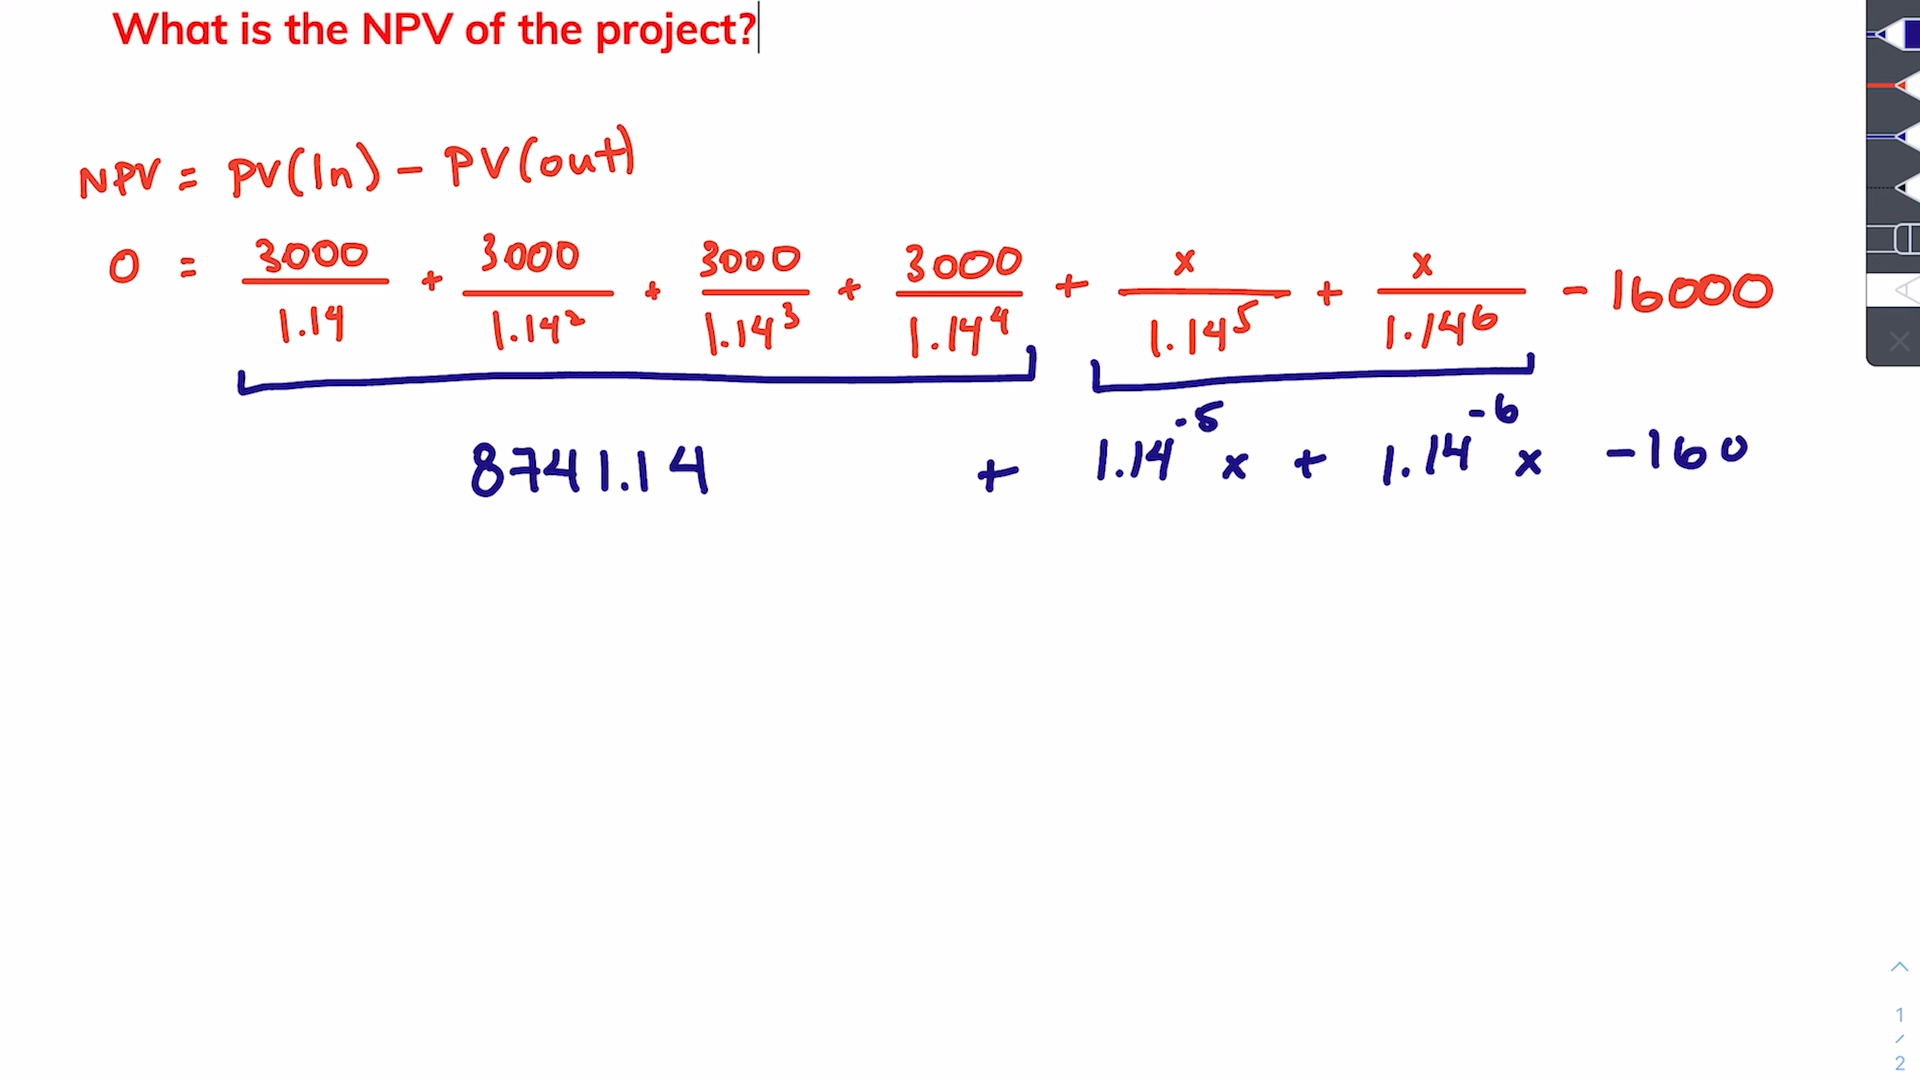 What is the NPV of the project?
NPV = PV(In) - PV(out)
0 = 3000/1.14 + 3000/1.14² + 3000/1.14³ + 3000/1.14⁴ + x/1.14⁵ + x/1.14⁶ - 16000
8741.14 + 1.14⁻⁵x + 1.14⁻⁶x - 160
1
/
2